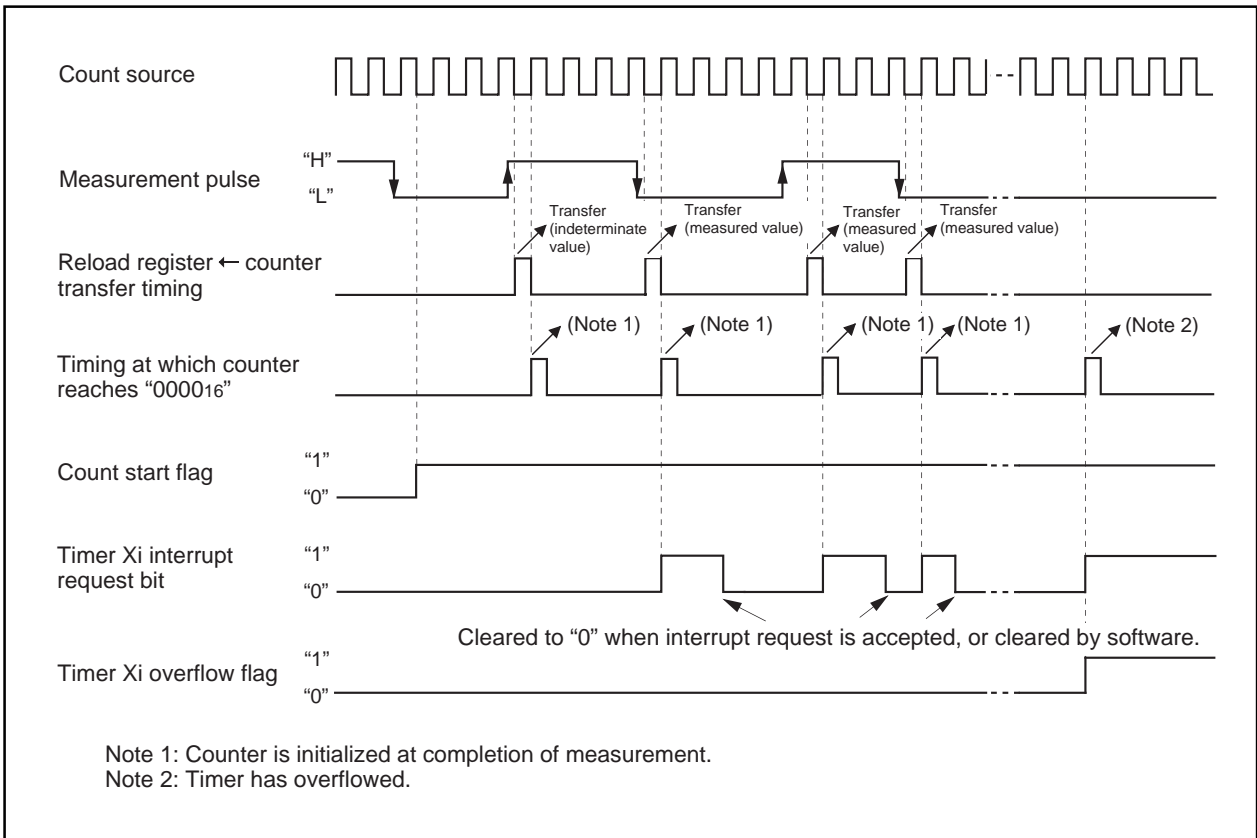 Count source
Measurement pulse
“H”
“L”
Transfer
(indeterminate
value)
Transfer
(measured value)
Transfer
(measured
value)
Transfer
(measured value)
Reload register ← counter
transfer timing
(Note 1)
(Note 1)
(Note 1)
(Note 1)
(Note 2)
Timing at which counter
reaches “000016”
Count start flag
“1”
“0”
Timer Xi interrupt
request bit
“1”
“0”
Cleared to “0” when interrupt request is accepted, or cleared by software.
Timer Xi overflow flag
“1”
“0”
Note 1: Counter is initialized at completion of measurement.
Note 2: Timer has overflowed.